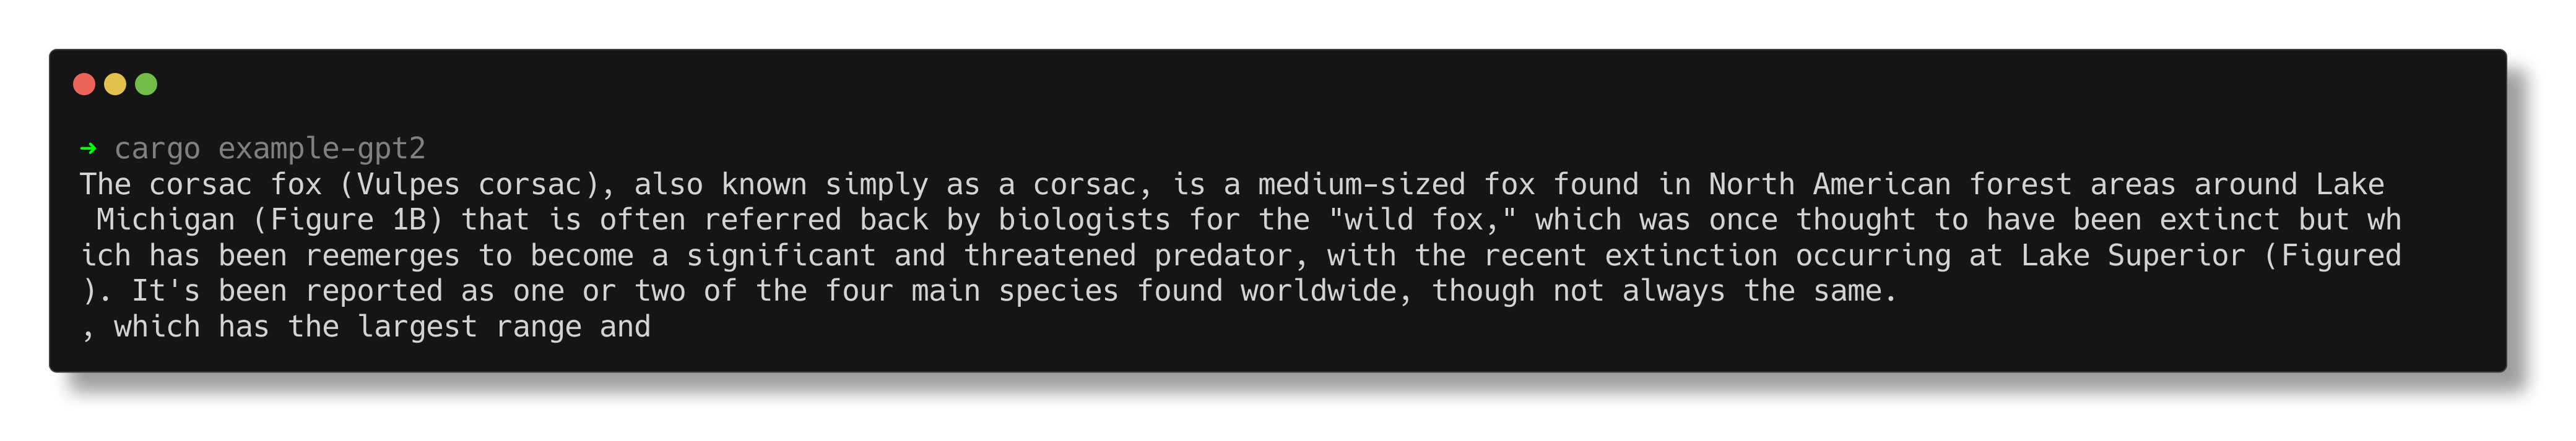 ➜ cargo example-gpt2
The corsac fox (Vulpes corsac), also known simply as a corsac, is a medium-sized fox found in North American forest areas around Lake
 Michigan (Figure 1B) that is often referred back by biologists for the "wild fox," which was once thought to have been extinct but wh
ich has been reemerges to become a significant and threatened predator, with the recent extinction occurring at Lake Superior (Figured
). It's been reported as one or two of the four main species found worldwide, though not always the same.
, which has the largest range and